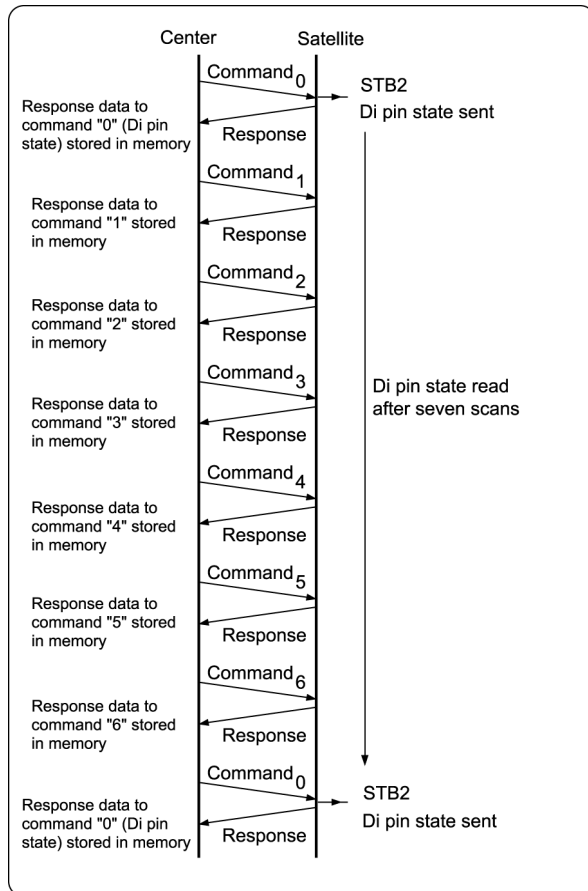 Center Satellite
Command0
STB2
Di pin state sent
Response data to
command "0" (Di pin
state) stored in memory
Response
Command1
Response data to
command "1" stored
in memory
Response
Command2
Response data to
command "2" stored
in memory
Response
Command3
Di pin state read
after seven scans
Response data to
command "3" stored
in memory
Response
Command4
Response data to
command "4" stored
in memory
Response
Command5
Response data to
command "5" stored
in memory
Response
Command6
Response data to
command "6" stored
in memory
Response
Command0
STB2
Di pin state sent
Response data to
command "0" (Di pin
state) stored in memory
Response